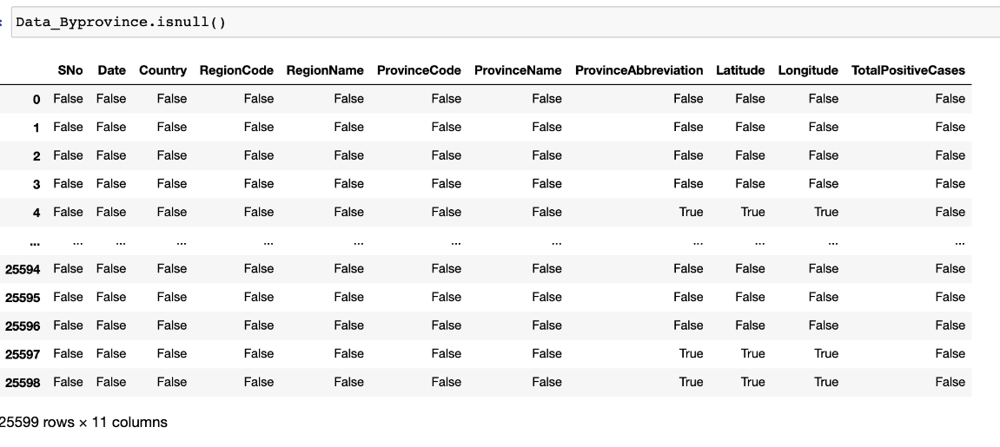 : Data_Byprovince.isnull()
SNo Date Country RegionCode RegionName ProvinceCode ProvinceName ProvinceAbbreviation Latitude Longitude TotalPositiveCases
0 False False False False False False False False False False False
1 False False False False False False False False False False False
2 False False False False False False False False False False False
3 False False False False False False False False False False False
4 False False False False False False False True True True False
... ... ... ... ... ... ... ... ... ... ... ...
25594 False False False False False False False False False False False
25595 False False False False False False False False False False False
25596 False False False False False False False False False False False
25597 False False False False False False False True True True False
25598 False False False False False False False True True True False
25599 rows × 11 columns